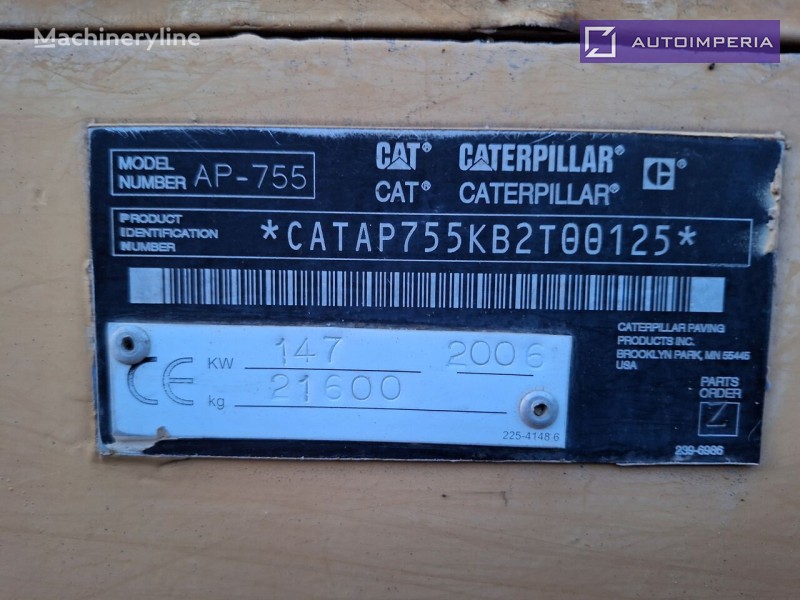 Machineryline
AUTOIMPERIA
MODEL NUMBER AP-755
CAT® CATERPILLAR®
CAT® CATERPILLAR® C®
PRODUCT IDENTIFICATION NUMBER *CATAP755KB2T00125*
CATERPILLAR PAVING
PRODUCTS INC.
BROOKLYN PARK, MN 55445
USA
CE KW 147 2006
kg 21600
PARTS
ORDER
225-4148 6
239-6986